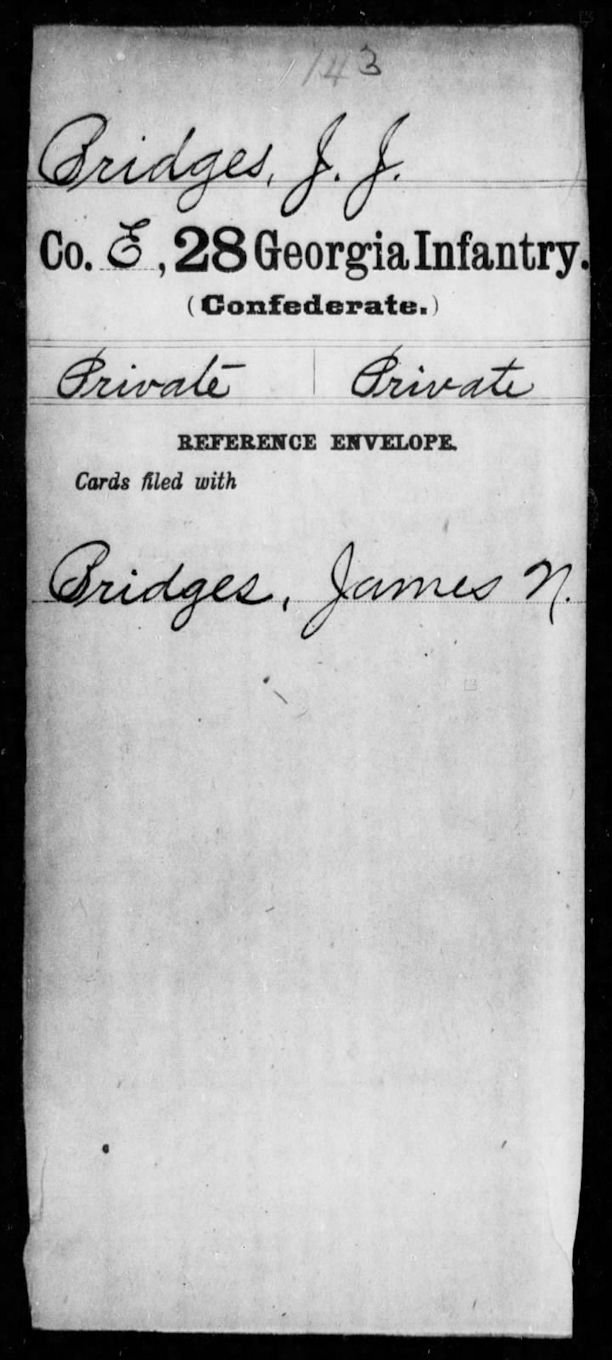 143
Bridges, J. J.
Co. E, 28 Georgia Infantry.
(Confederate.)
Private | Private
REFERENCE ENVELOPE.
Cards filed with
Bridges, James N.